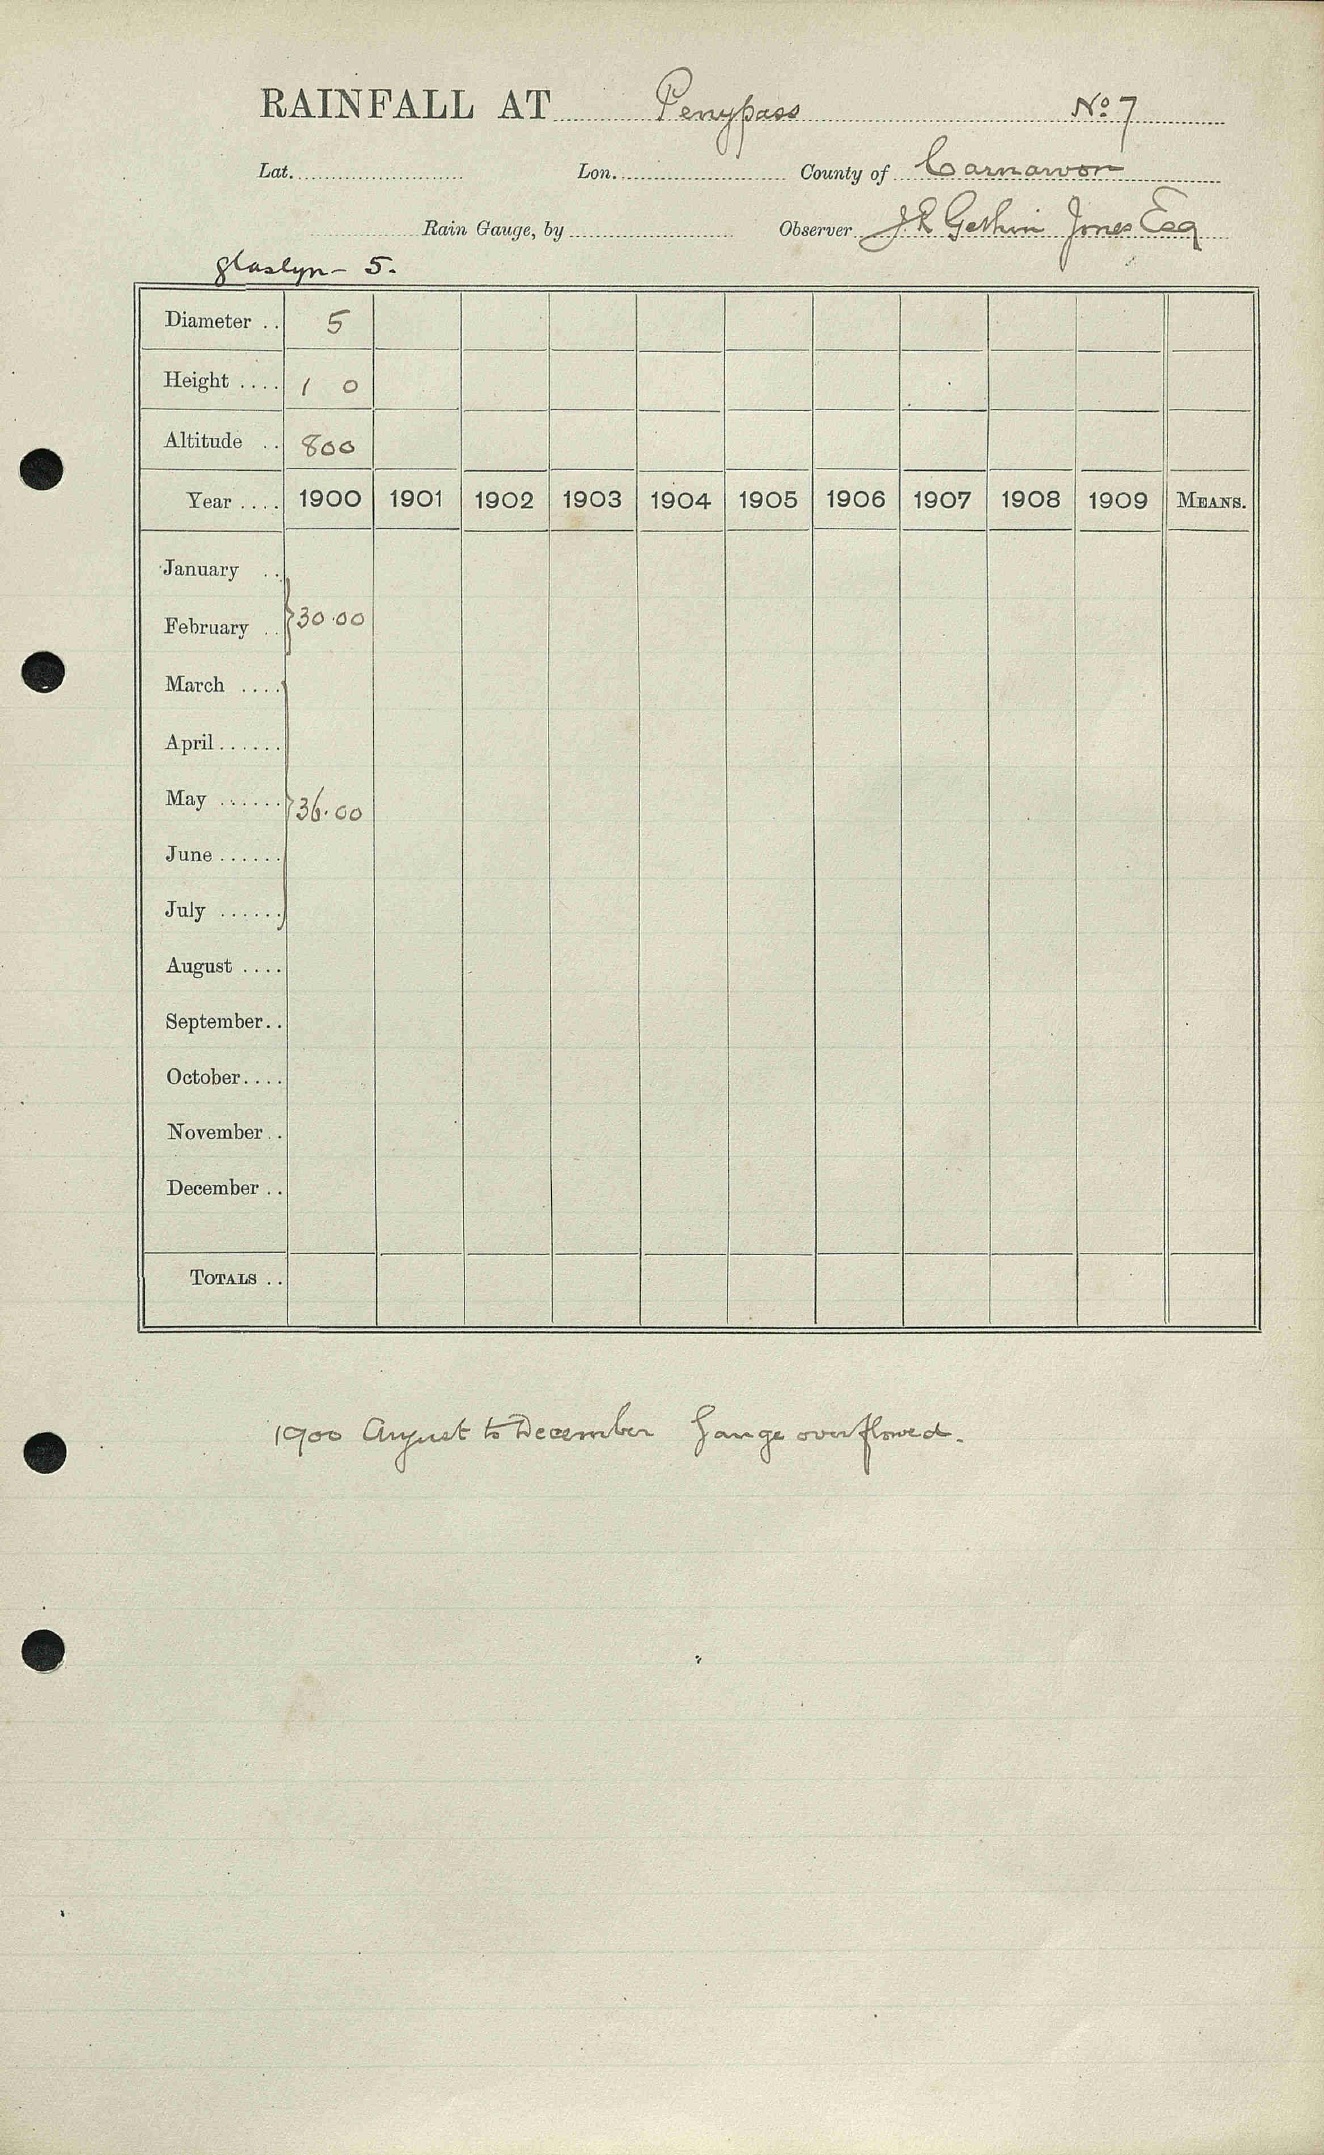 RAINFALL AT Penypass No 7
Lat. Lon. County of Carnarvon
Rain Gauge, by Observer J R Gethin Jones Esq
glaslyn - 5.
Diameter .. 5
Height .... 1 0
Altitude .. 800
Year .... 1900 1901 1902 1903 1904 1905 1906 1907 1908 1909 MEANS.
January ..
February .. } 30.00
March ....
April ......
May ...... } 36.00
June ......
July ......
August ....
September..
October....
November..
December ..
TOTALS ..
1900 August to December Gauge overflowed.